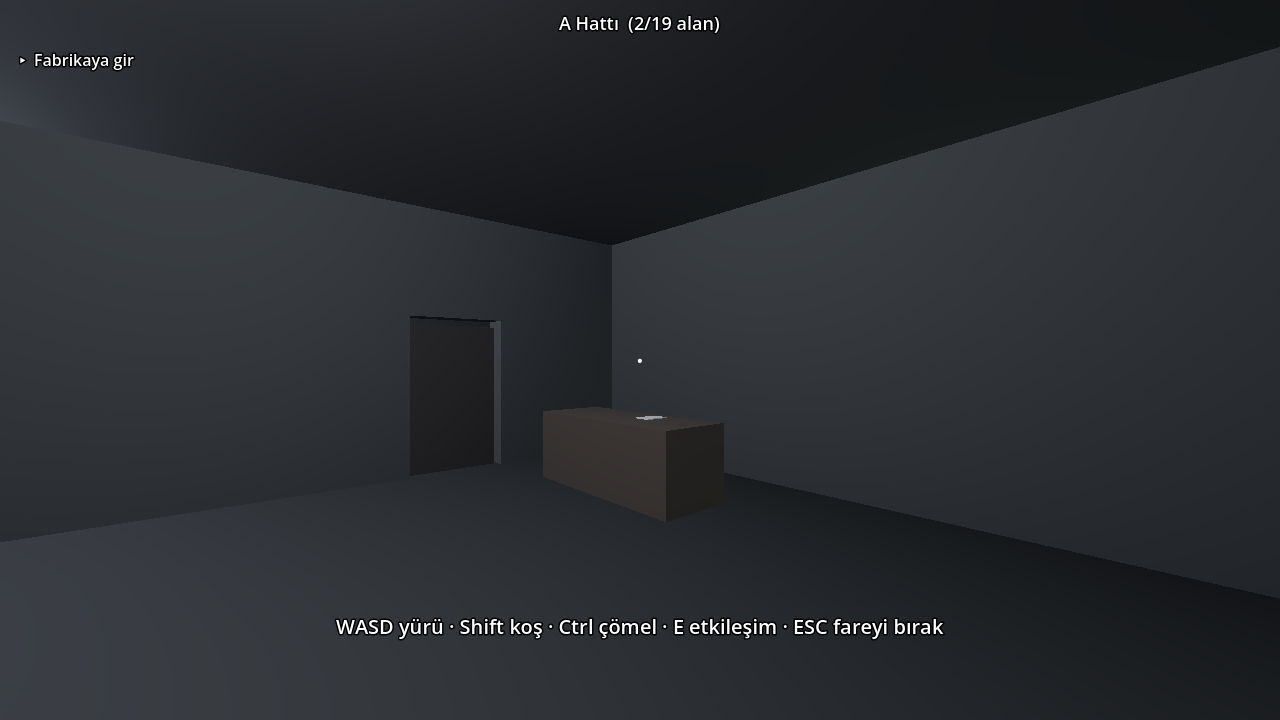 A Hattı (2/19 alan)
▸ Fabrikaya gir
WASD yürü · Shift koş · Ctrl çömel · E etkileşim · ESC fareyi bırak